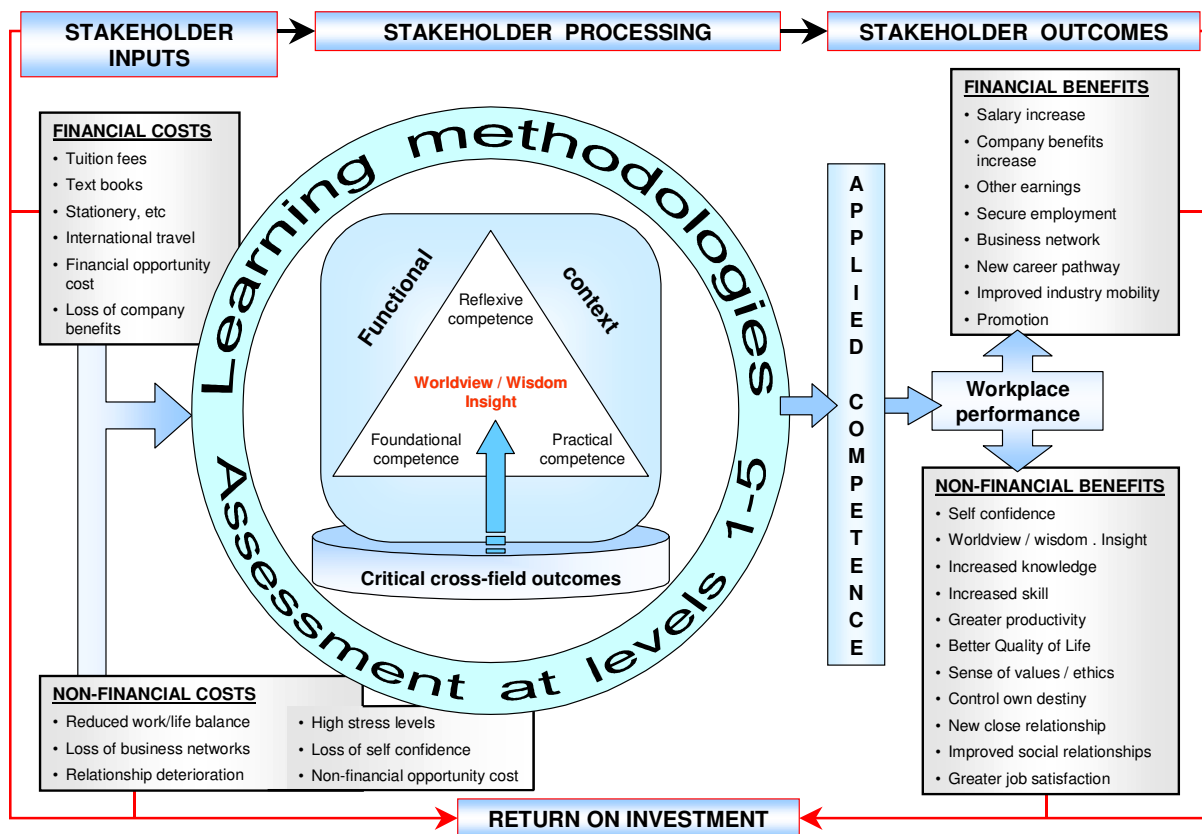 STAKEHOLDER
INPUTS
STAKEHOLDER PROCESSING
STAKEHOLDER OUTCOMES
FINANCIAL COSTS
• Tuition fees
• Text books
• Stationery, etc
• International travel
• Financial opportunity
cost
• Loss of company
benefits
NON-FINANCIAL COSTS
• Reduced work/life balance
• Loss of business networks
• Relationship deterioration
• High stress levels
• Loss of self confidence
• Non-financial opportunity cost
Learning methodologies
Assessment at levels 1-5
Functional
context
Reflexive
competence
Worldview / Wisdom
Insight
Foundational
competence
Practical
competence
Critical cross-field outcomes
APPLIED COMPETENCE
FINANCIAL BENEFITS
• Salary increase
• Company benefits
increase
• Other earnings
• Secure employment
• Business network
• New career pathway
• Improved industry mobility
• Promotion
Workplace
performance
NON-FINANCIAL BENEFITS
• Self confidence
• Worldview / wisdom . Insight
• Increased knowledge
• Increased skill
• Greater productivity
• Better Quality of Life
• Sense of values / ethics
• Control own destiny
• New close relationship
• Improved social relationships
• Greater job satisfaction
RETURN ON INVESTMENT